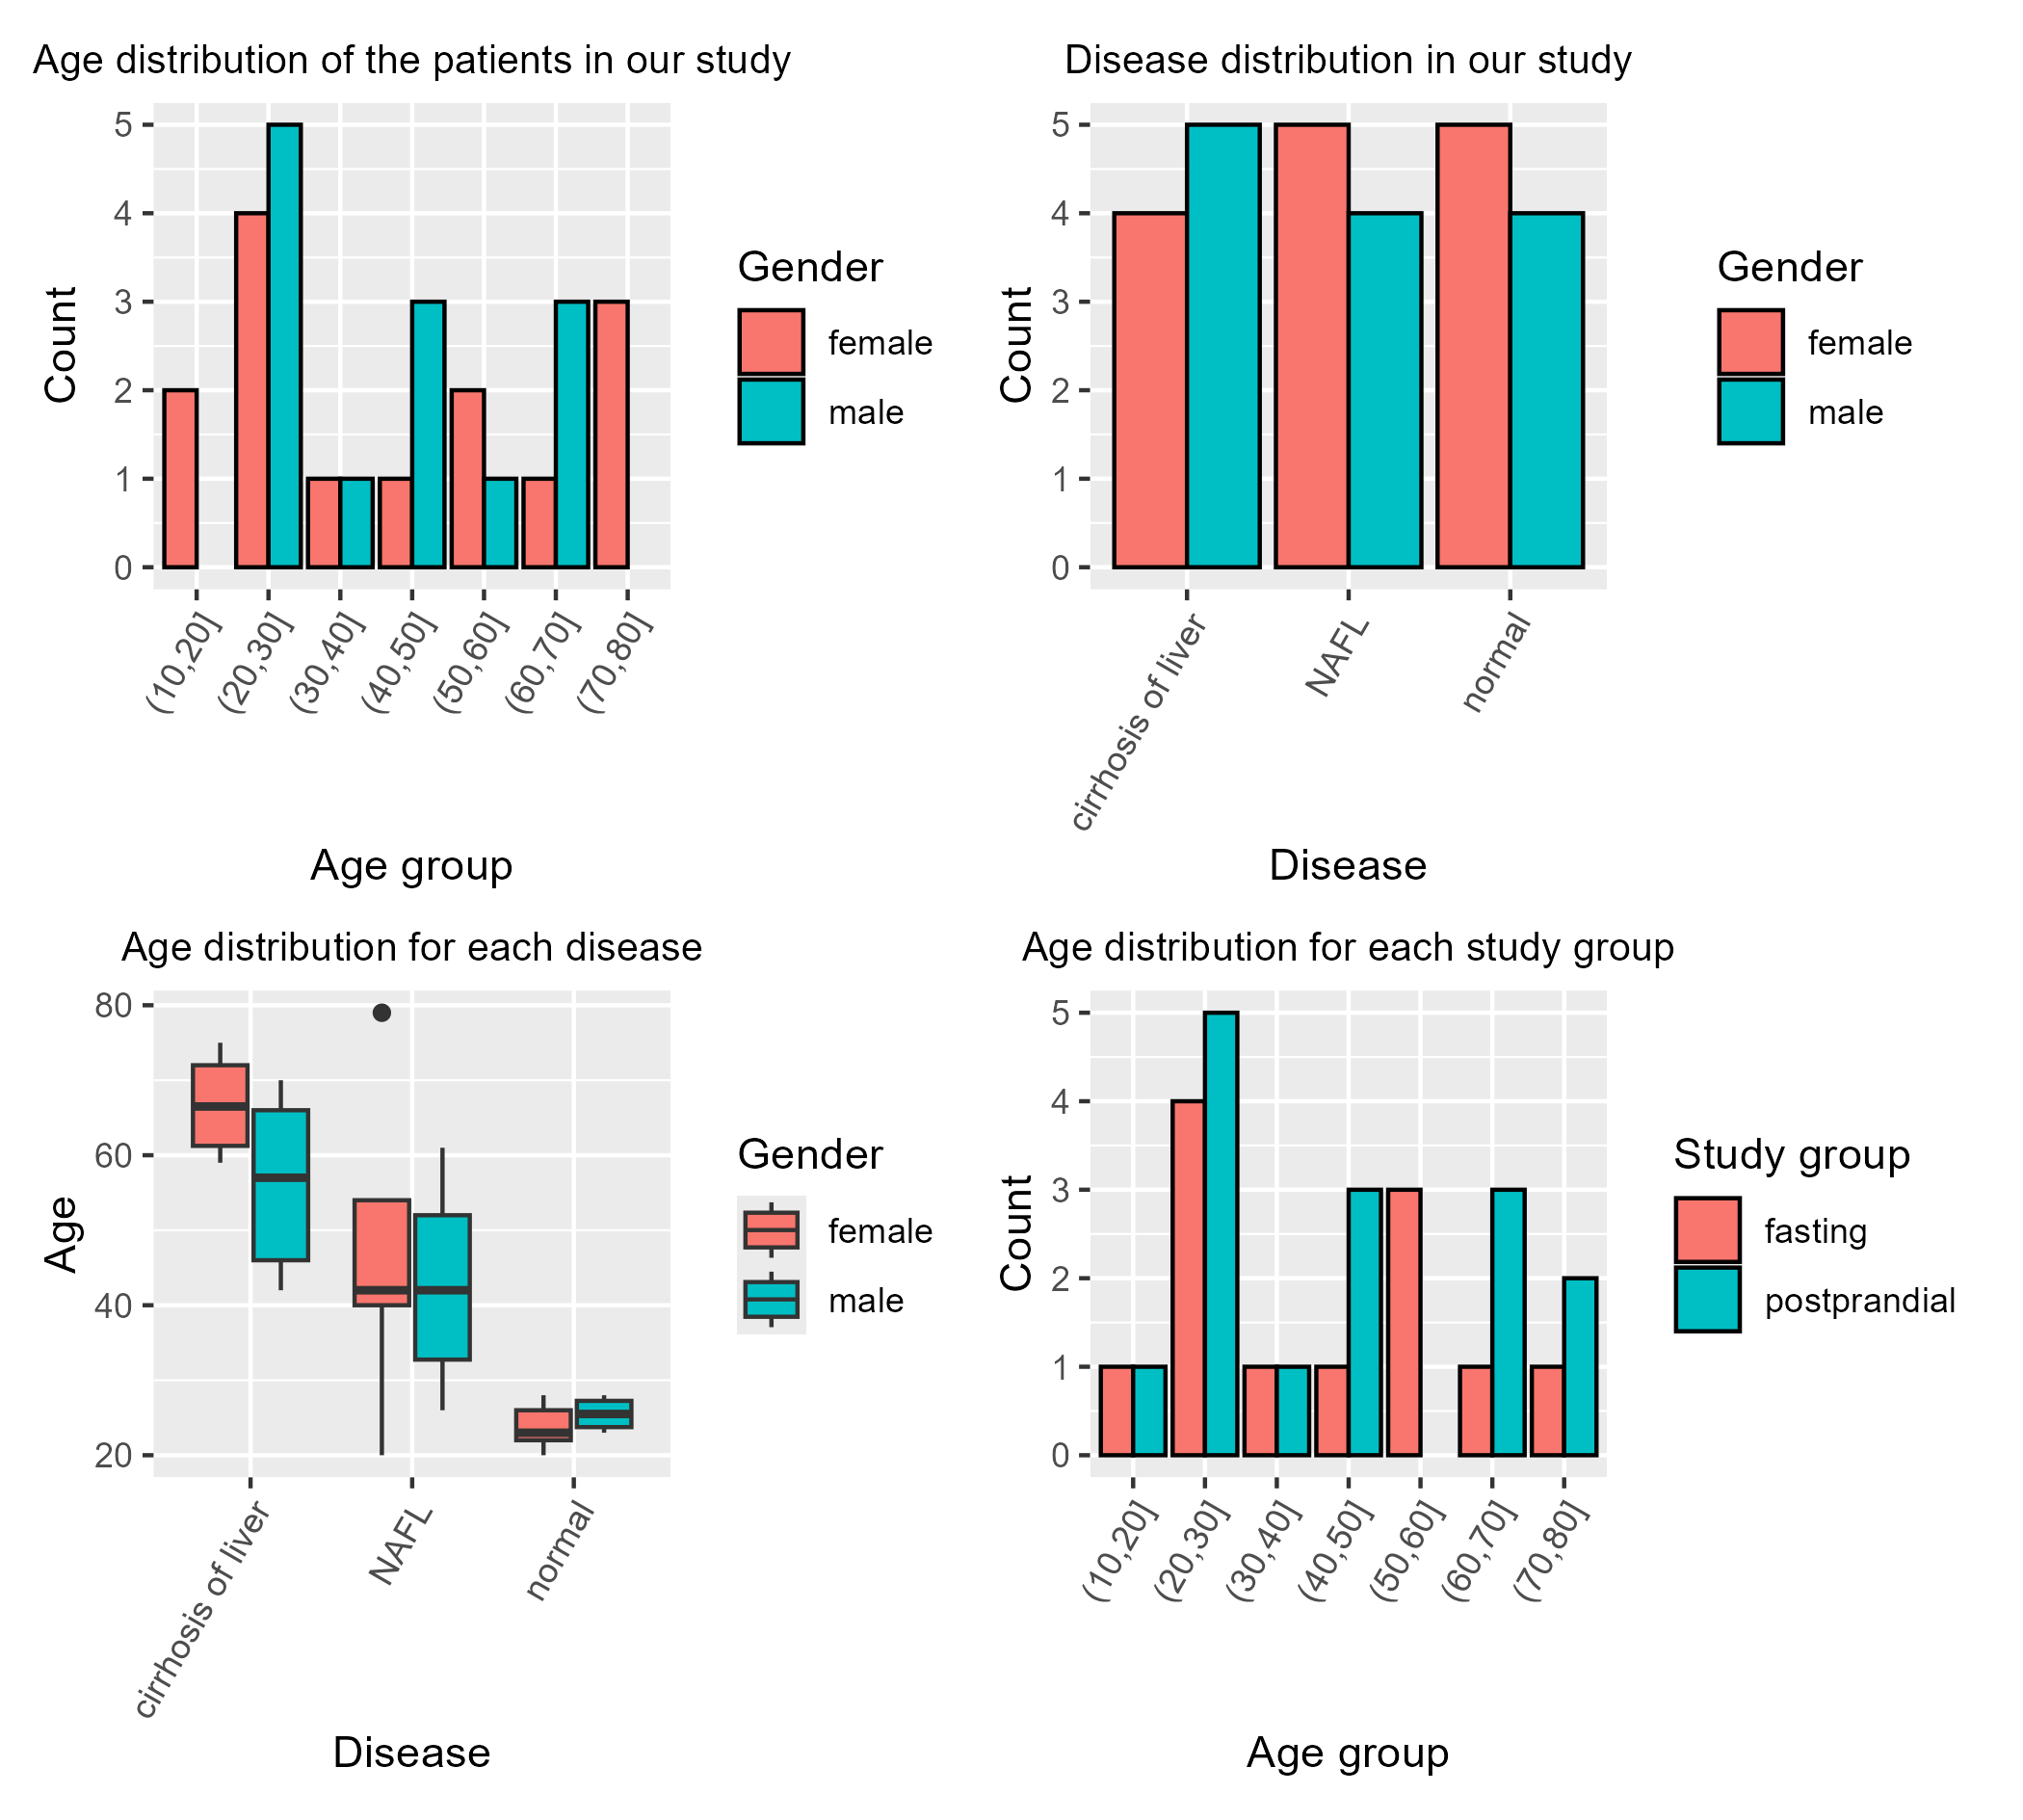 Age distribution of the patients in our study
Count
5
4
3
2
1
0
(10,20]
(20,30]
(30,40]
(40,50]
(50,60]
(60,70]
(70,80]
Age group
Gender
female
male
Disease distribution in our study
Count
5
4
3
2
1
0
cirrhosis of liver
NAFL
normal
Disease
Gender
female
male
Age distribution for each disease
Age
80
60
40
20
cirrhosis of liver
NAFL
normal
Disease
Gender
female
male
Age distribution for each study group
Count
5
4
3
2
1
0
(10,20]
(20,30]
(30,40]
(40,50]
(50,60]
(60,70]
(70,80]
Age group
Study group
fasting
postprandial